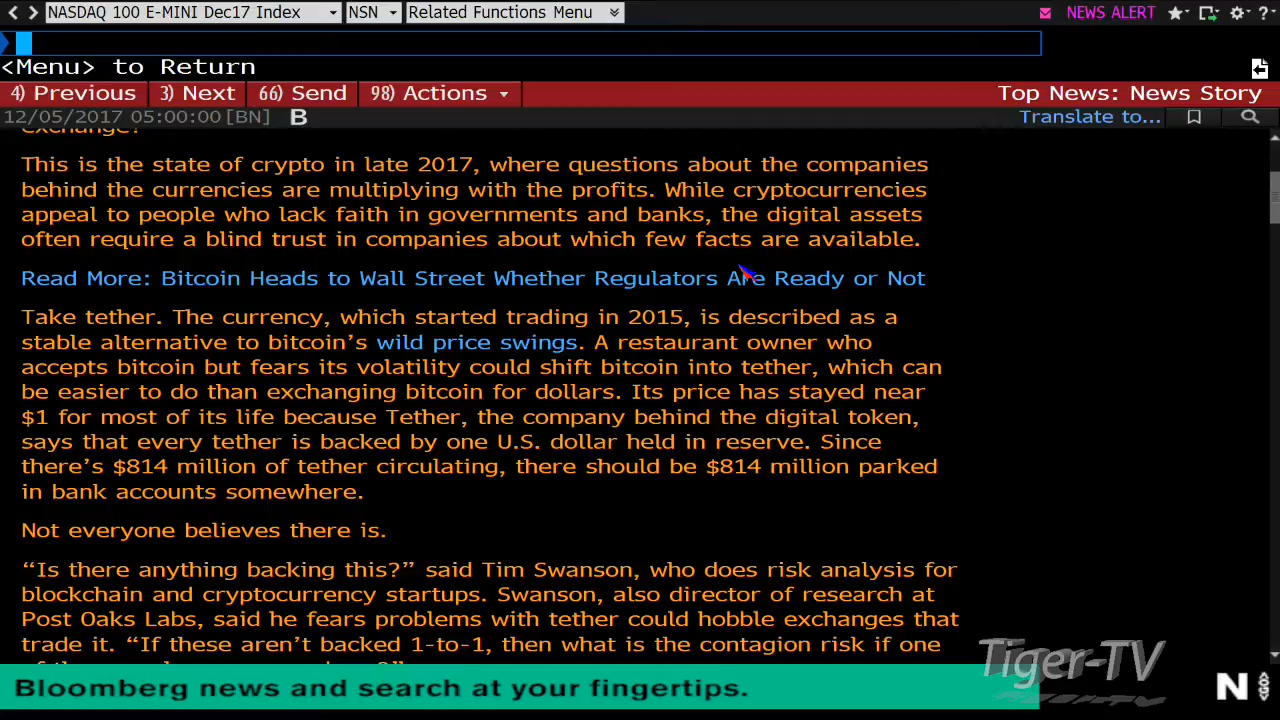 NASDAQ 100 E-MINI Dec17 Index NSN Related Functions Menu NEWS ALERT ?
<Menu> to Return
4) Previous 3) Next 66) Send 98) Actions Top News: News Story
12/05/2017 05:00:00 [BN] B Translate to...
exchange?
This is the state of crypto in late 2017, where questions about the companies
behind the currencies are multiplying with the profits. While cryptocurrencies
appeal to people who lack faith in governments and banks, the digital assets
often require a blind trust in companies about which few facts are available.
Read More: Bitcoin Heads to Wall Street Whether Regulators Are Ready or Not
Take tether. The currency, which started trading in 2015, is described as a
stable alternative to bitcoin's wild price swings. A restaurant owner who
accepts bitcoin but fears its volatility could shift bitcoin into tether, which can
be easier to do than exchanging bitcoin for dollars. Its price has stayed near
$1 for most of its life because Tether, the company behind the digital token,
says that every tether is backed by one U.S. dollar held in reserve. Since
there's $814 million of tether circulating, there should be $814 million parked
in bank accounts somewhere.
Not everyone believes there is.
“Is there anything backing this?” said Tim Swanson, who does risk analysis for
blockchain and cryptocurrency startups. Swanson, also director of research at
Post Oaks Labs, said he fears problems with tether could hobble exchanges that
trade it. “If these aren't backed 1-to-1, then what is the contagion risk if one
Tiger-TV
Bloomberg news and search at your fingertips.
N